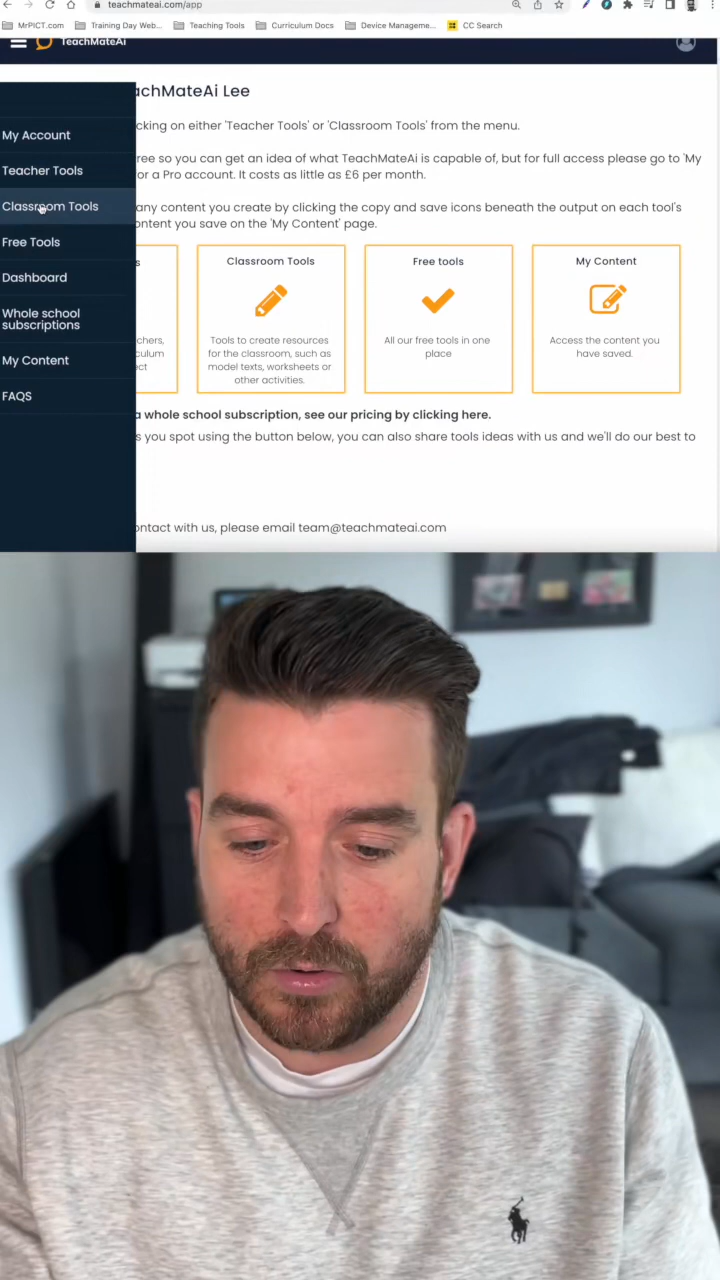 teachmateai.com/app
MrPICT.com Training Day Web... Teaching Tools Curriculum Docs Device Manageme... CC Search
TeachMateAi
achMateAi Lee
My Account
cking on either 'Teacher Tools' or 'Classroom Tools' from the menu.
Teacher Tools
ree so you can get an idea of what TeachMateAi is capable of, but for full access please go to 'My
or a Pro account. It costs as little as £6 per month.
Classroom Tools
any content you create by clicking the copy and save icons beneath the output on each tool's
ontent you save on the 'My Content' page.
Free Tools
Dashboard
Whole school
subscriptions
My Content
FAQS
s
chers,
culum
ect
Classroom Tools
Tools to create resources
for the classroom, such as
model texts, worksheets or
other activities.
Free tools
All our free tools in one
place
My Content
Access the content you
have saved.
a whole school subscription, see our pricing by clicking here.
s you spot using the button below, you can also share tools ideas with us and we'll do our best to
ontact with us, please email team@teachmateai.com